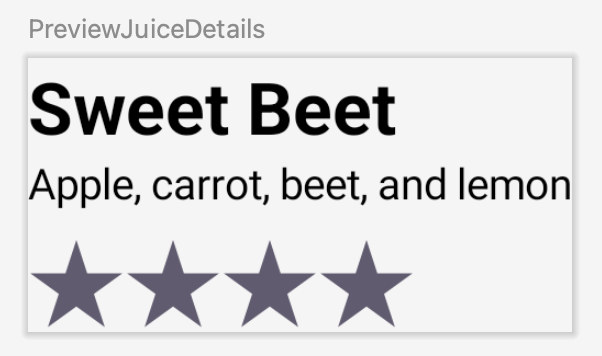 PreviewJuiceDetails
Sweet Beet
Apple, carrot, beet, and lemon